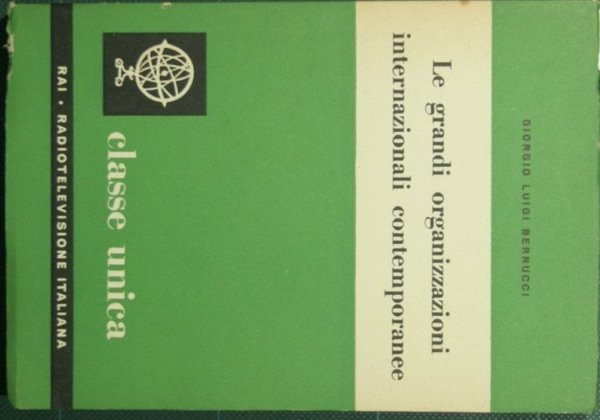 GIORGIO LUIGI BERNUCCI
Le grandi organizzazioni
internazionali contemporanee
classe unica
RAI • RADIOTELEVISIONE ITALIANA